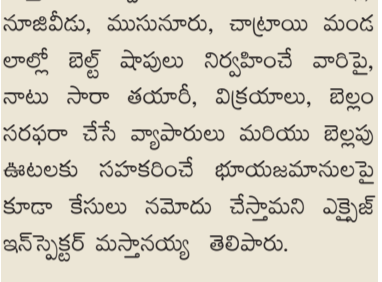 నూజివీడు, ముసునూరు, చాట్రాయి మండ
లాల్లో బెల్ట్ షాపులు నిర్వహించే వారిపై,
నాటు సారా తయారీ, విక్రయాలు, బెల్లం
సరఫరా చేసే వ్యాపారులు మరియు బెల్లపు
ఊటలకు సహకరించే భూయజమానులపై
కూడా కేసులు నమోదు చేస్తామని ఎక్సైజ్
ఇన్‌స్పెక్టర్ మస్తానయ్య తెలిపారు.